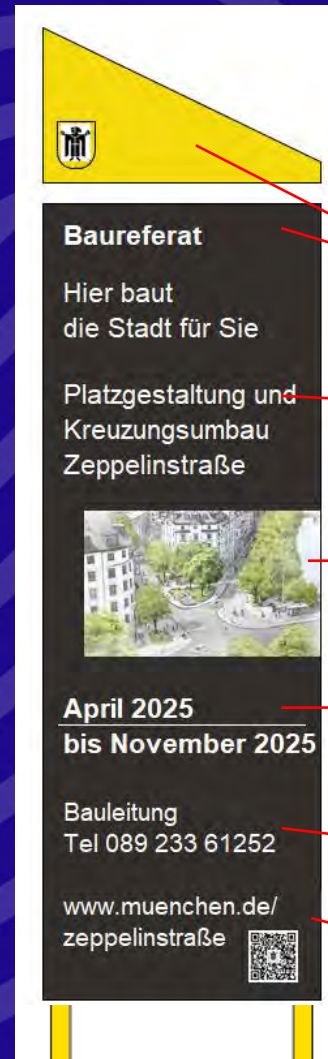 Baureferat
Hier baut
die Stadt für Sie
Platzgestaltung und
Kreuzungsumbau
Zeppelinstraße
April 2025
bis November 2025
Bauleitung
Tel 089 233 61252
www.muenchen.de/
zeppelinstraße